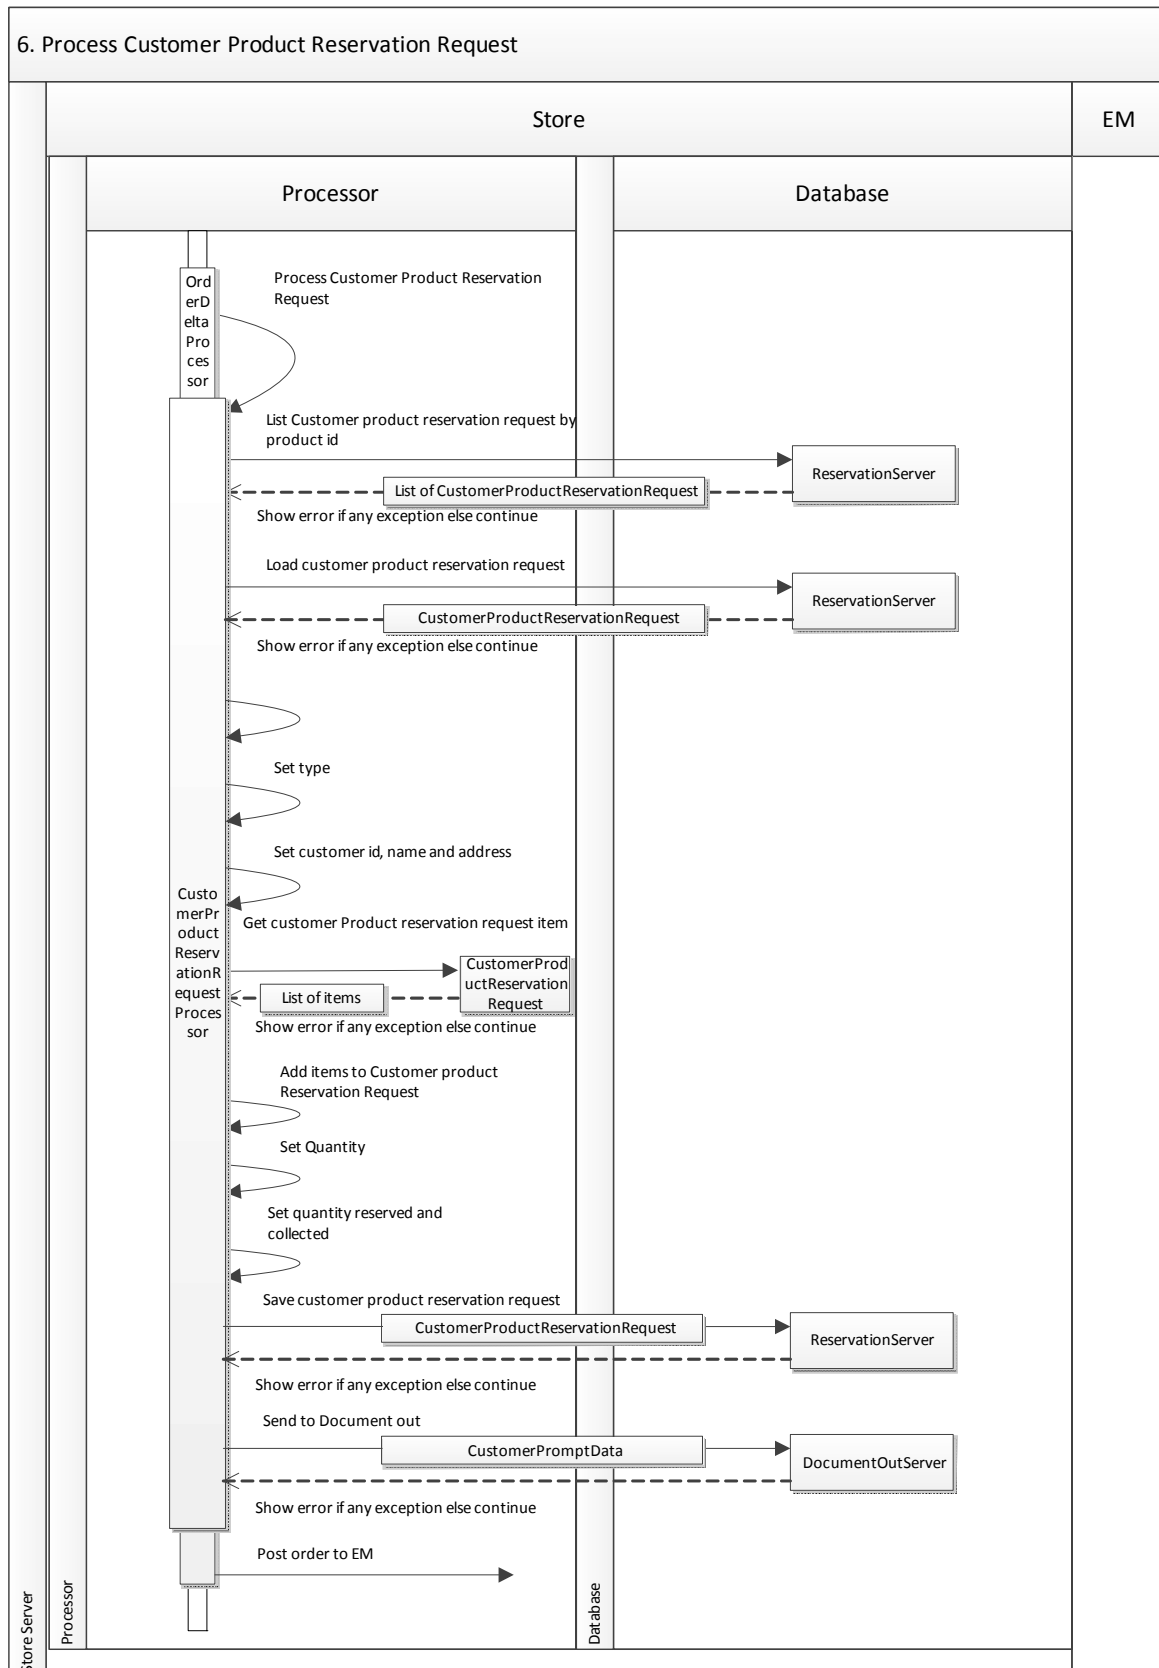 6. Process Customer Product Reservation Request
Store
EM
Processor
Database
Process Customer Product Reservation
Request
Ord
erD
elta
Pro
ces
sor
List Customer product reservation request by
product id
ReservationServer
List of CustomerProductReservationRequest
Show error if any exception else continue
Load customer product reservation request
ReservationServer
CustomerProductReservationRequest
Show error if any exception else continue
Set type
Set customer id, name and address
Custo
merPr
oduct
Reserv
ationR
equest
Proces
sor
Get customer Product reservation request item
CustomerProd
uctReservation
Request
List of items
Show error if any exception else continue
Add items to Customer product
Reservation Request
Set Quantity
Set quantity reserved and
collected
Save customer product reservation request
CustomerProductReservationRequest
ReservationServer
Show error if any exception else continue
Send to Document out
CustomerPromptData
DocumentOutServer
Show error if any exception else continue
Post order to EM
Store Server
Processor
Database